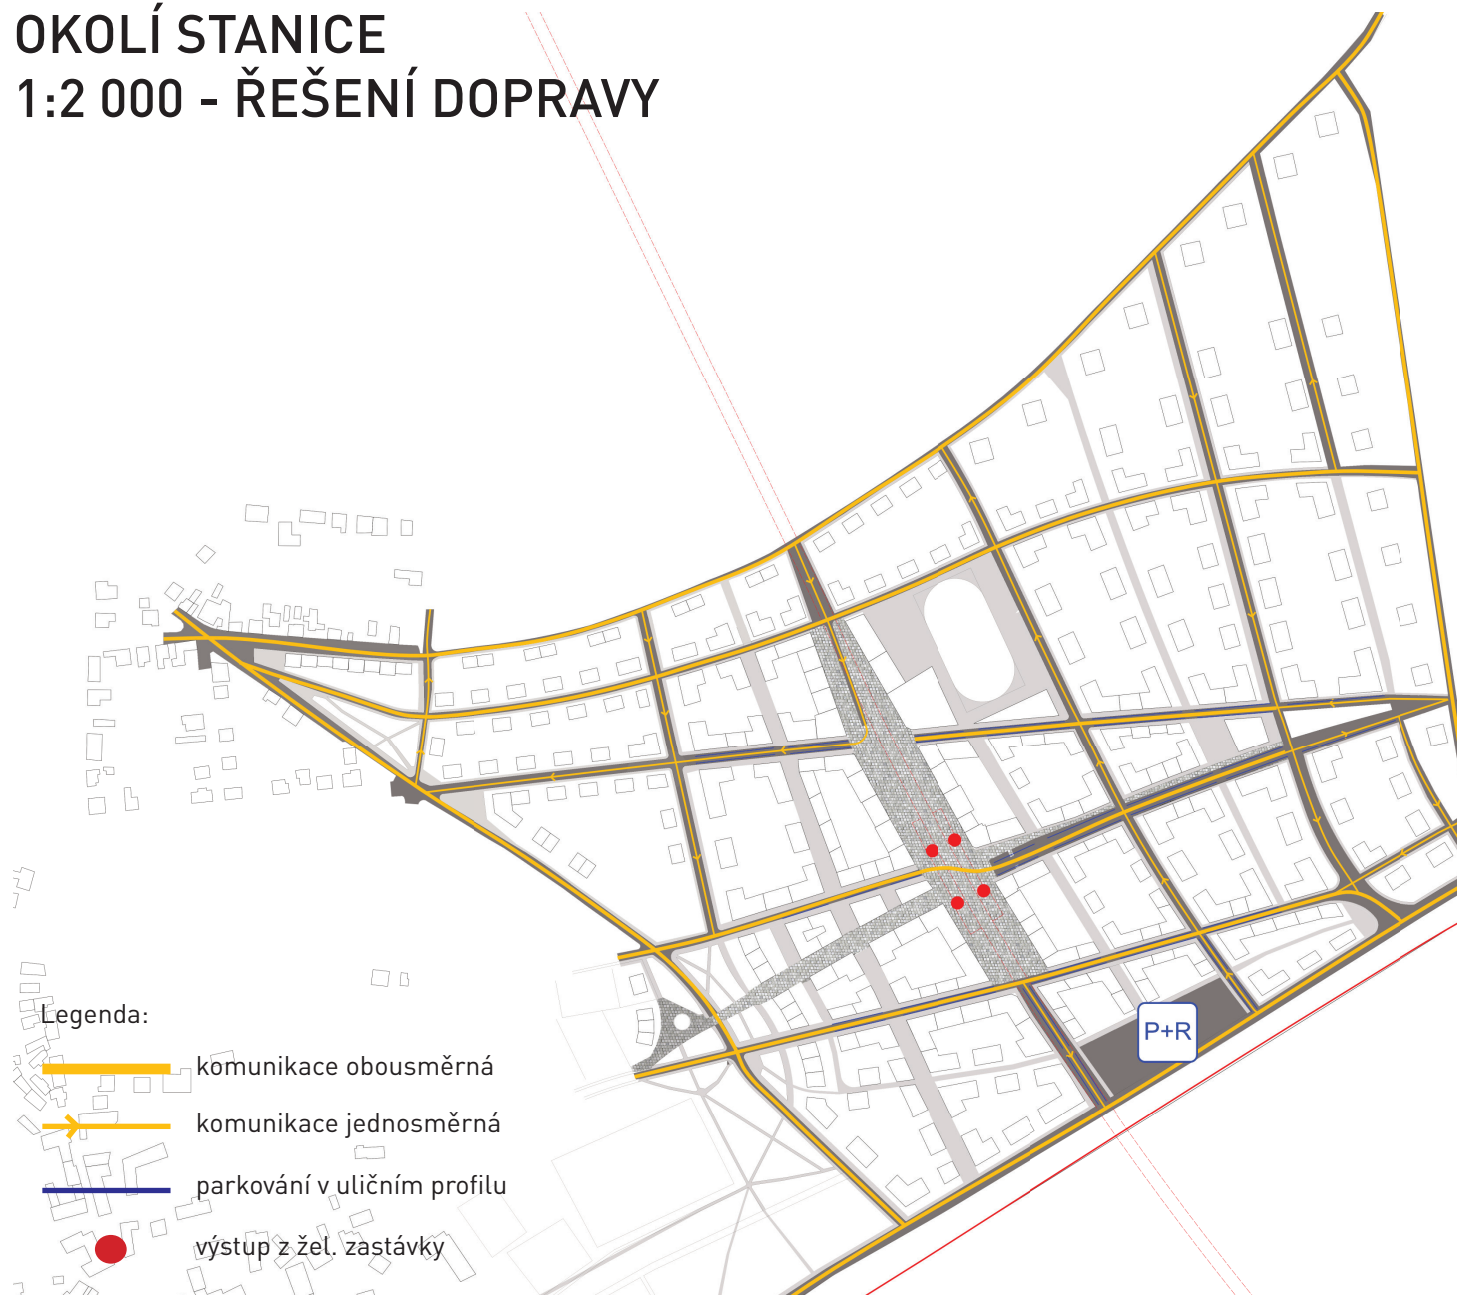 OKOLÍ STANICE
1:2 000 - ŘEŠENÍ DOPRAVY
P+R
Legenda:
komunikace obousměrná
komunikace jednosměrná
parkování v uličním profilu
výstup z žel. zastávky